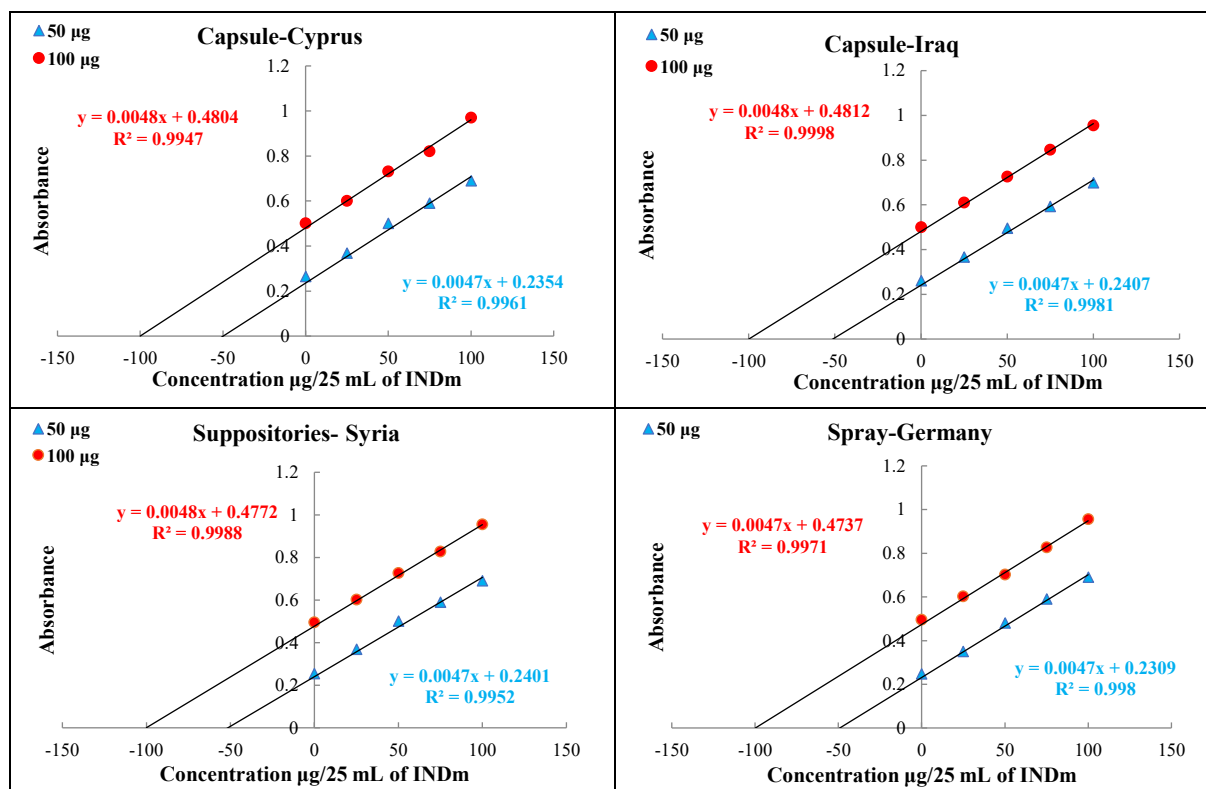 50 µg
100 µg
Capsule-Cyprus
1.2
1
0.8
0.6
0.4
0.2
0
y = 0.0048x + 0.4804
R² = 0.9947
y = 0.0047x + 0.2354
R² = 0.9961
Absorbance
-150 -100 -50 0 50 100 150
Concentration µg/25 mL of INDm
50 µg
100 µg
Capsule-Iraq
1.2
1
0.8
0.6
0.4
0.2
0
y = 0.0048x + 0.4812
R² = 0.9998
y = 0.0047x + 0.2407
R² = 0.9981
Absorbance
-150 -100 -50 0 50 100 150
Concentration µg/25 mL of INDm
50 µg
100 µg
Suppositories- Syria
1.2
1
0.8
0.6
0.4
0.2
0
y = 0.0048x + 0.4772
R² = 0.9988
y = 0.0047x + 0.2401
R² = 0.9952
Absorbance
-150 -100 -50 0 50 100 150
Concentration µg/25 mL of INDm
50 µg
Spray-Germany
1.2
1
0.8
0.6
0.4
0.2
0
y = 0.0047x + 0.4737
R² = 0.9971
y = 0.0047x + 0.2309
R² = 0.998
Absorbance
-150 -100 -50 0 50 100 150
Concentration µg/25 mL of INDm